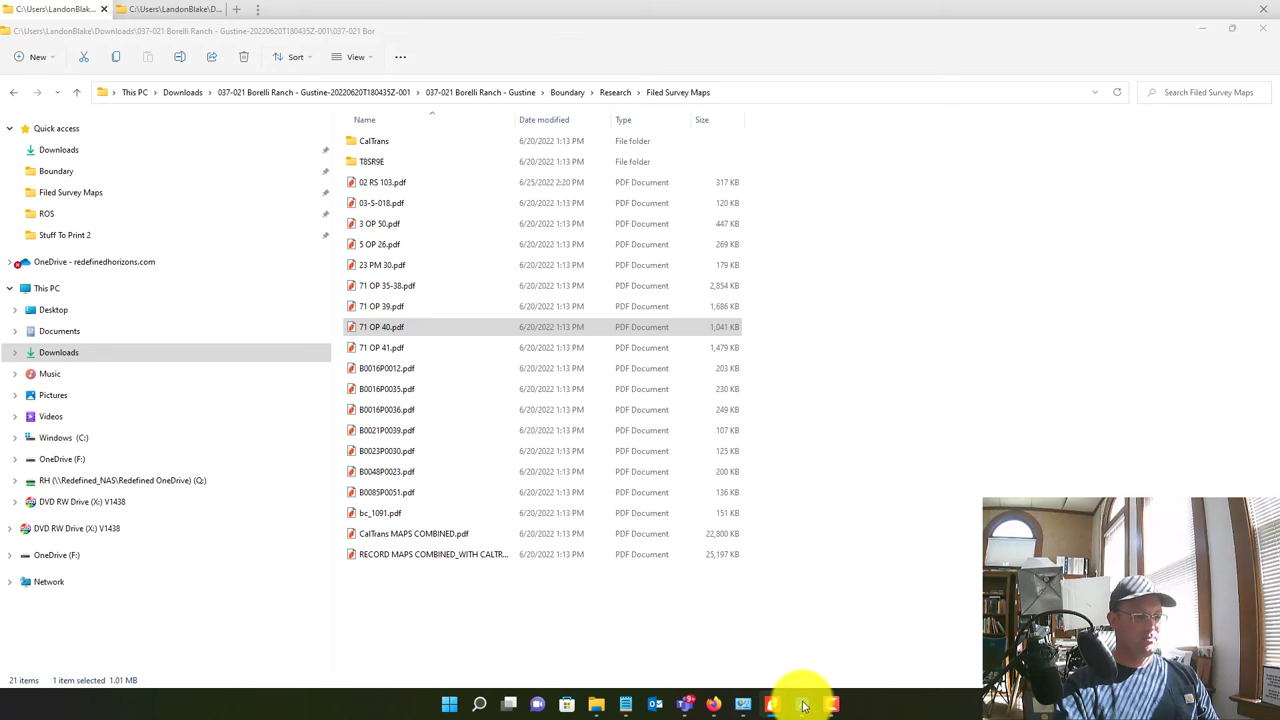 C:\Users\LandonBlake...
C:\Users\LandonBlake\D...
C:\Users\LandonBlake\Downloads\037-021 Borelli Ranch - Gustine-20220620T180435Z-001\037-021 Bor
New
Sort
View
This PC > Downloads > 037-021 Borelli Ranch - Gustine-20220620T180435Z-001 > 037-021 Borelli Ranch - Gustine > Boundary > Research > Filed Survey Maps
Search Filed Survey Maps
Name Date modified Type Size
Quick access
Downloads
Boundary
Filed Survey Maps
ROS
Stuff To Print 2
OneDrive - redefinedhorizons.com
This PC
Desktop
Documents
Downloads
Music
Pictures
Videos
Windows (C:)
OneDrive (F:)
RH (\\Redefined_NAS\Redefined OneDrive) (Q:)
DVD RW Drive (X:) V1438
DVD RW Drive (X:) V1438
OneDrive (F:)
Network
CalTrans 6/20/2022 1:13 PM File folder
T8SR9E 6/20/2022 1:13 PM File folder
02 RS 103.pdf 6/25/2022 2:20 PM PDF Document 317 KB
03-S-018.pdf 6/20/2022 1:13 PM PDF Document 120 KB
3 OP 50.pdf 6/20/2022 1:13 PM PDF Document 447 KB
5 OP 26.pdf 6/20/2022 1:13 PM PDF Document 269 KB
23 PM 30.pdf 6/20/2022 1:13 PM PDF Document 179 KB
71 OP 35-38.pdf 6/20/2022 1:13 PM PDF Document 2,854 KB
71 OP 39.pdf 6/20/2022 1:13 PM PDF Document 1,686 KB
71 OP 40.pdf 6/20/2022 1:13 PM PDF Document 1,041 KB
71 OP 41.pdf 6/20/2022 1:13 PM PDF Document 1,479 KB
B0016P0012.pdf 6/20/2022 1:13 PM PDF Document 203 KB
B0016P0035.pdf 6/20/2022 1:13 PM PDF Document 230 KB
B0016P0036.pdf 6/20/2022 1:13 PM PDF Document 249 KB
B0021P0039.pdf 6/20/2022 1:13 PM PDF Document 107 KB
B0023P0030.pdf 6/20/2022 1:13 PM PDF Document 125 KB
B0048P0023.pdf 6/20/2022 1:13 PM PDF Document 200 KB
B0085P0051.pdf 6/20/2022 1:13 PM PDF Document 136 KB
bc_1091.pdf 6/20/2022 1:13 PM PDF Document 151 KB
CalTrans MAPS COMBINED.pdf 6/20/2022 1:13 PM PDF Document 22,800 KB
RECORD MAPS COMBINED_WITH CALTR... 6/20/2022 1:13 PM PDF Document 25,197 KB
21 items 1 item selected 1.01 MB